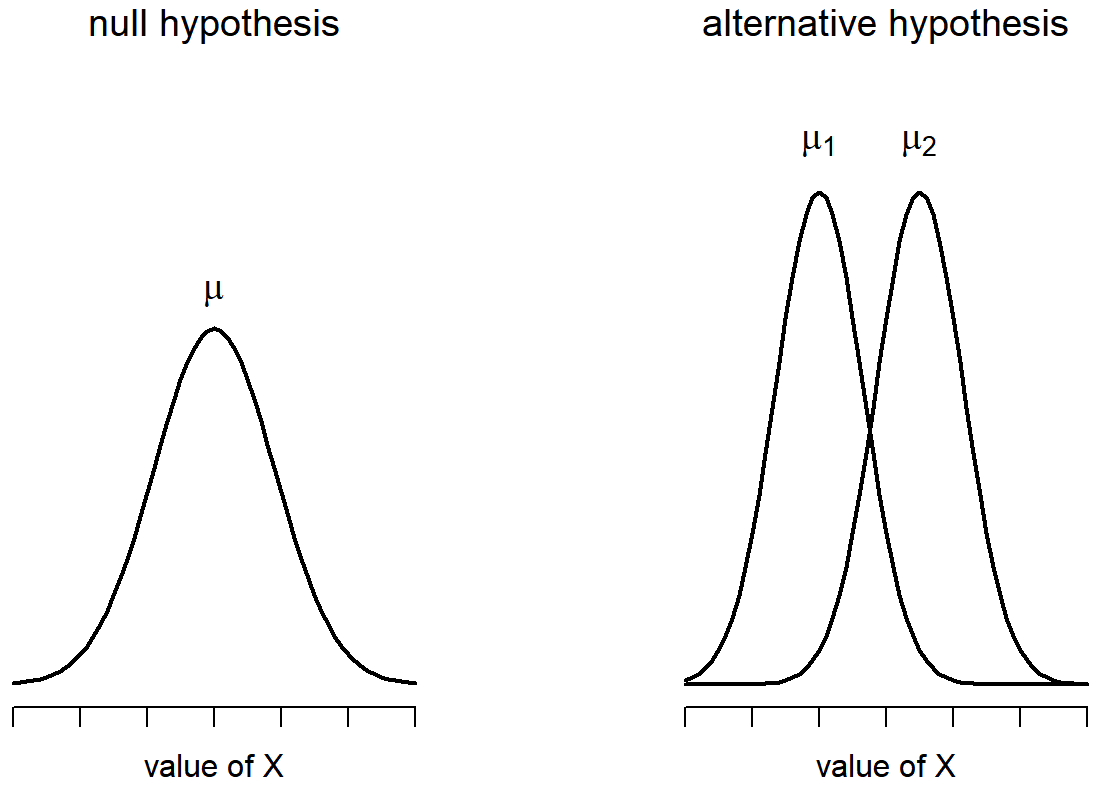 null hypothesis
μ
value of X
alternative hypothesis
μ1 μ2
value of X